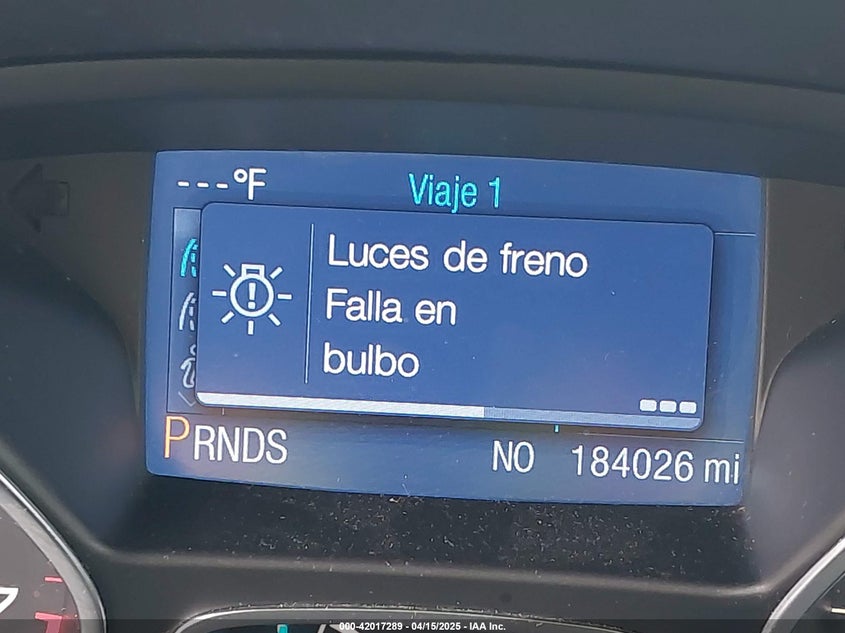 ---°F
Viaje 1
Luces de freno
Falla en
bulbo
PRNDS
NO
184026 mi
000-42017289 - 04/15/2025 - IAA Inc.